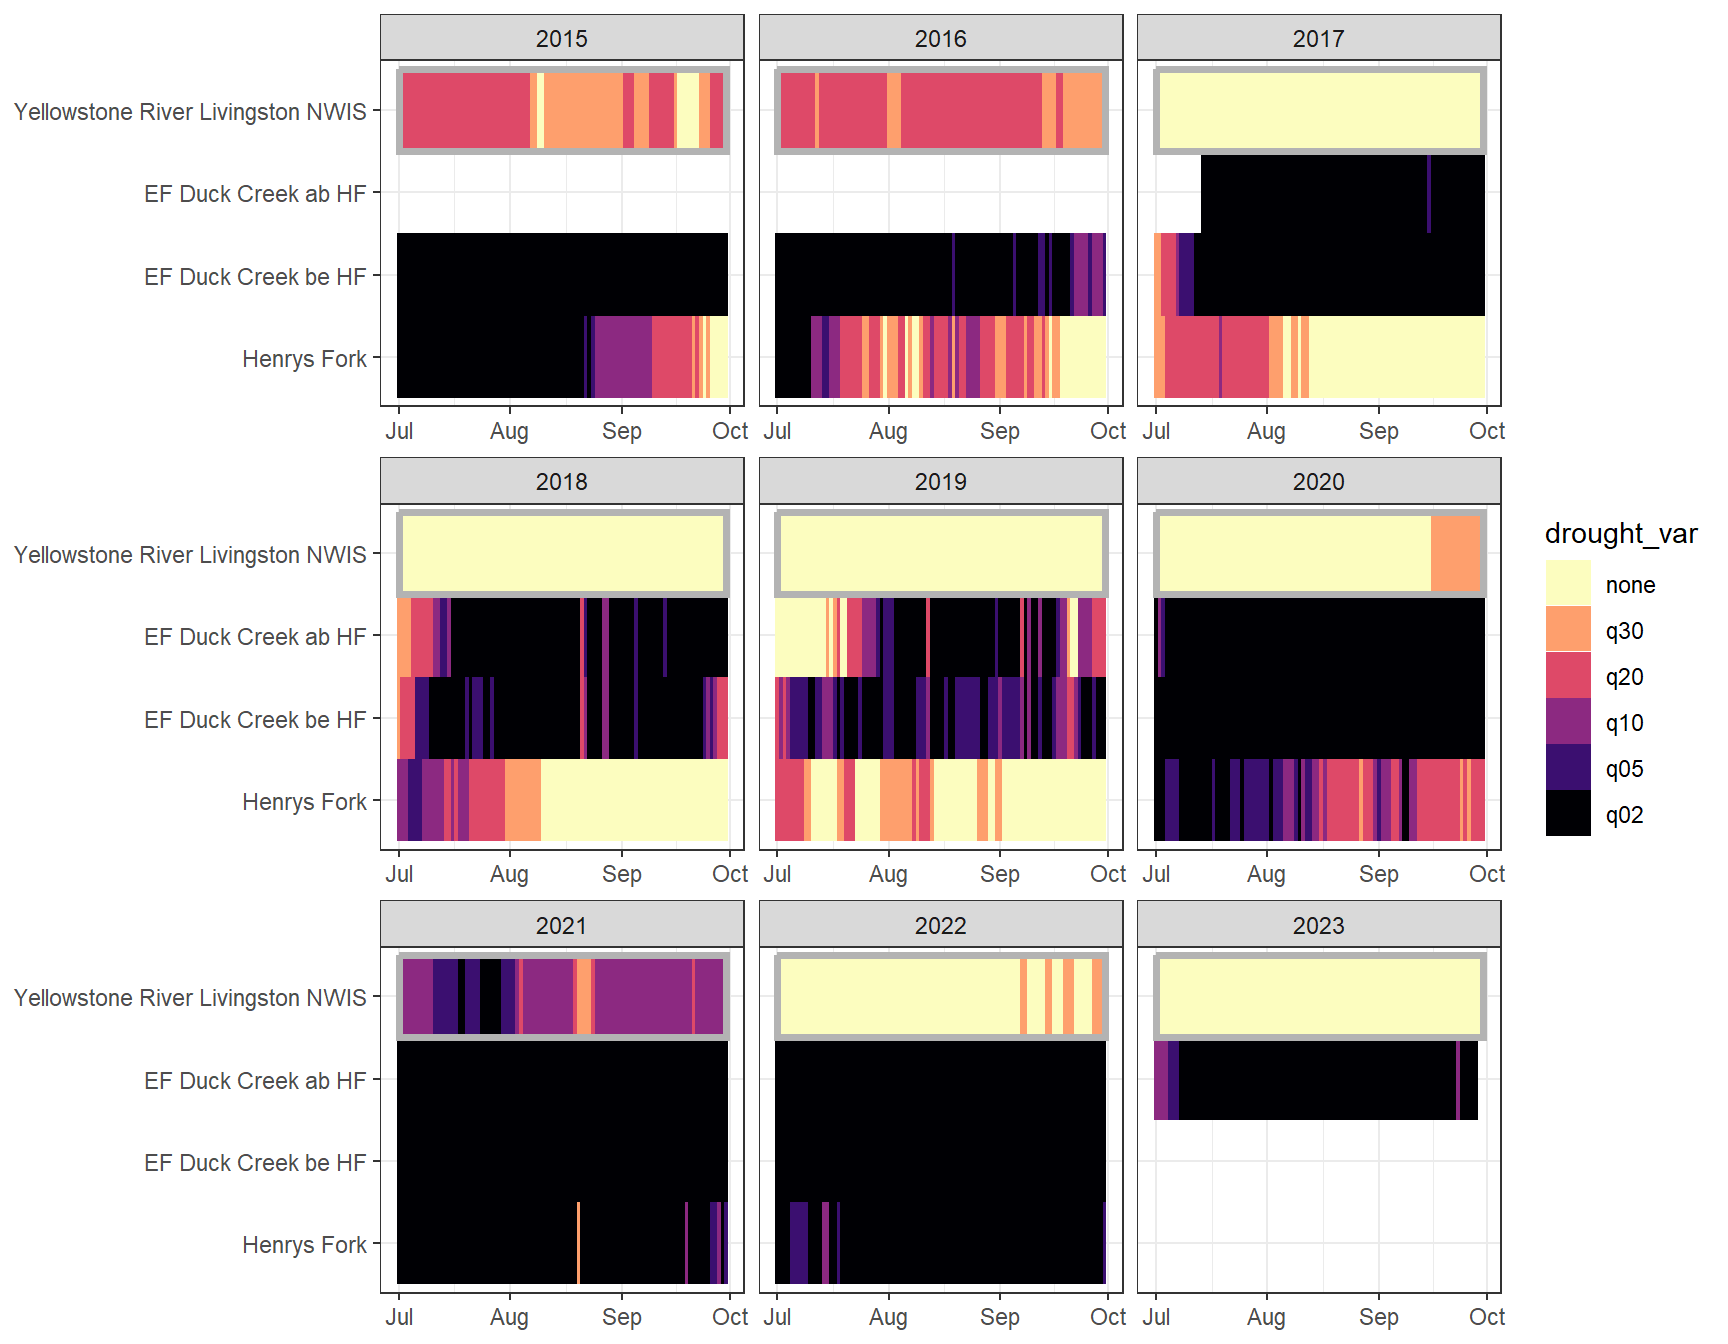 2015 2016 2017
Yellowstone River Livingston NWIS
EF Duck Creek ab HF
EF Duck Creek be HF
Henrys Fork
Jul Aug Sep Oct Jul Aug Sep Oct Jul Aug Sep Oct
2018 2019 2020
Yellowstone River Livingston NWIS
EF Duck Creek ab HF
EF Duck Creek be HF
Henrys Fork
Jul Aug Sep Oct Jul Aug Sep Oct Jul Aug Sep Oct
2021 2022 2023
Yellowstone River Livingston NWIS
EF Duck Creek ab HF
EF Duck Creek be HF
Henrys Fork
Jul Aug Sep Oct Jul Aug Sep Oct Jul Aug Sep Oct
drought_var
none
q30
q20
q10
q05
q02